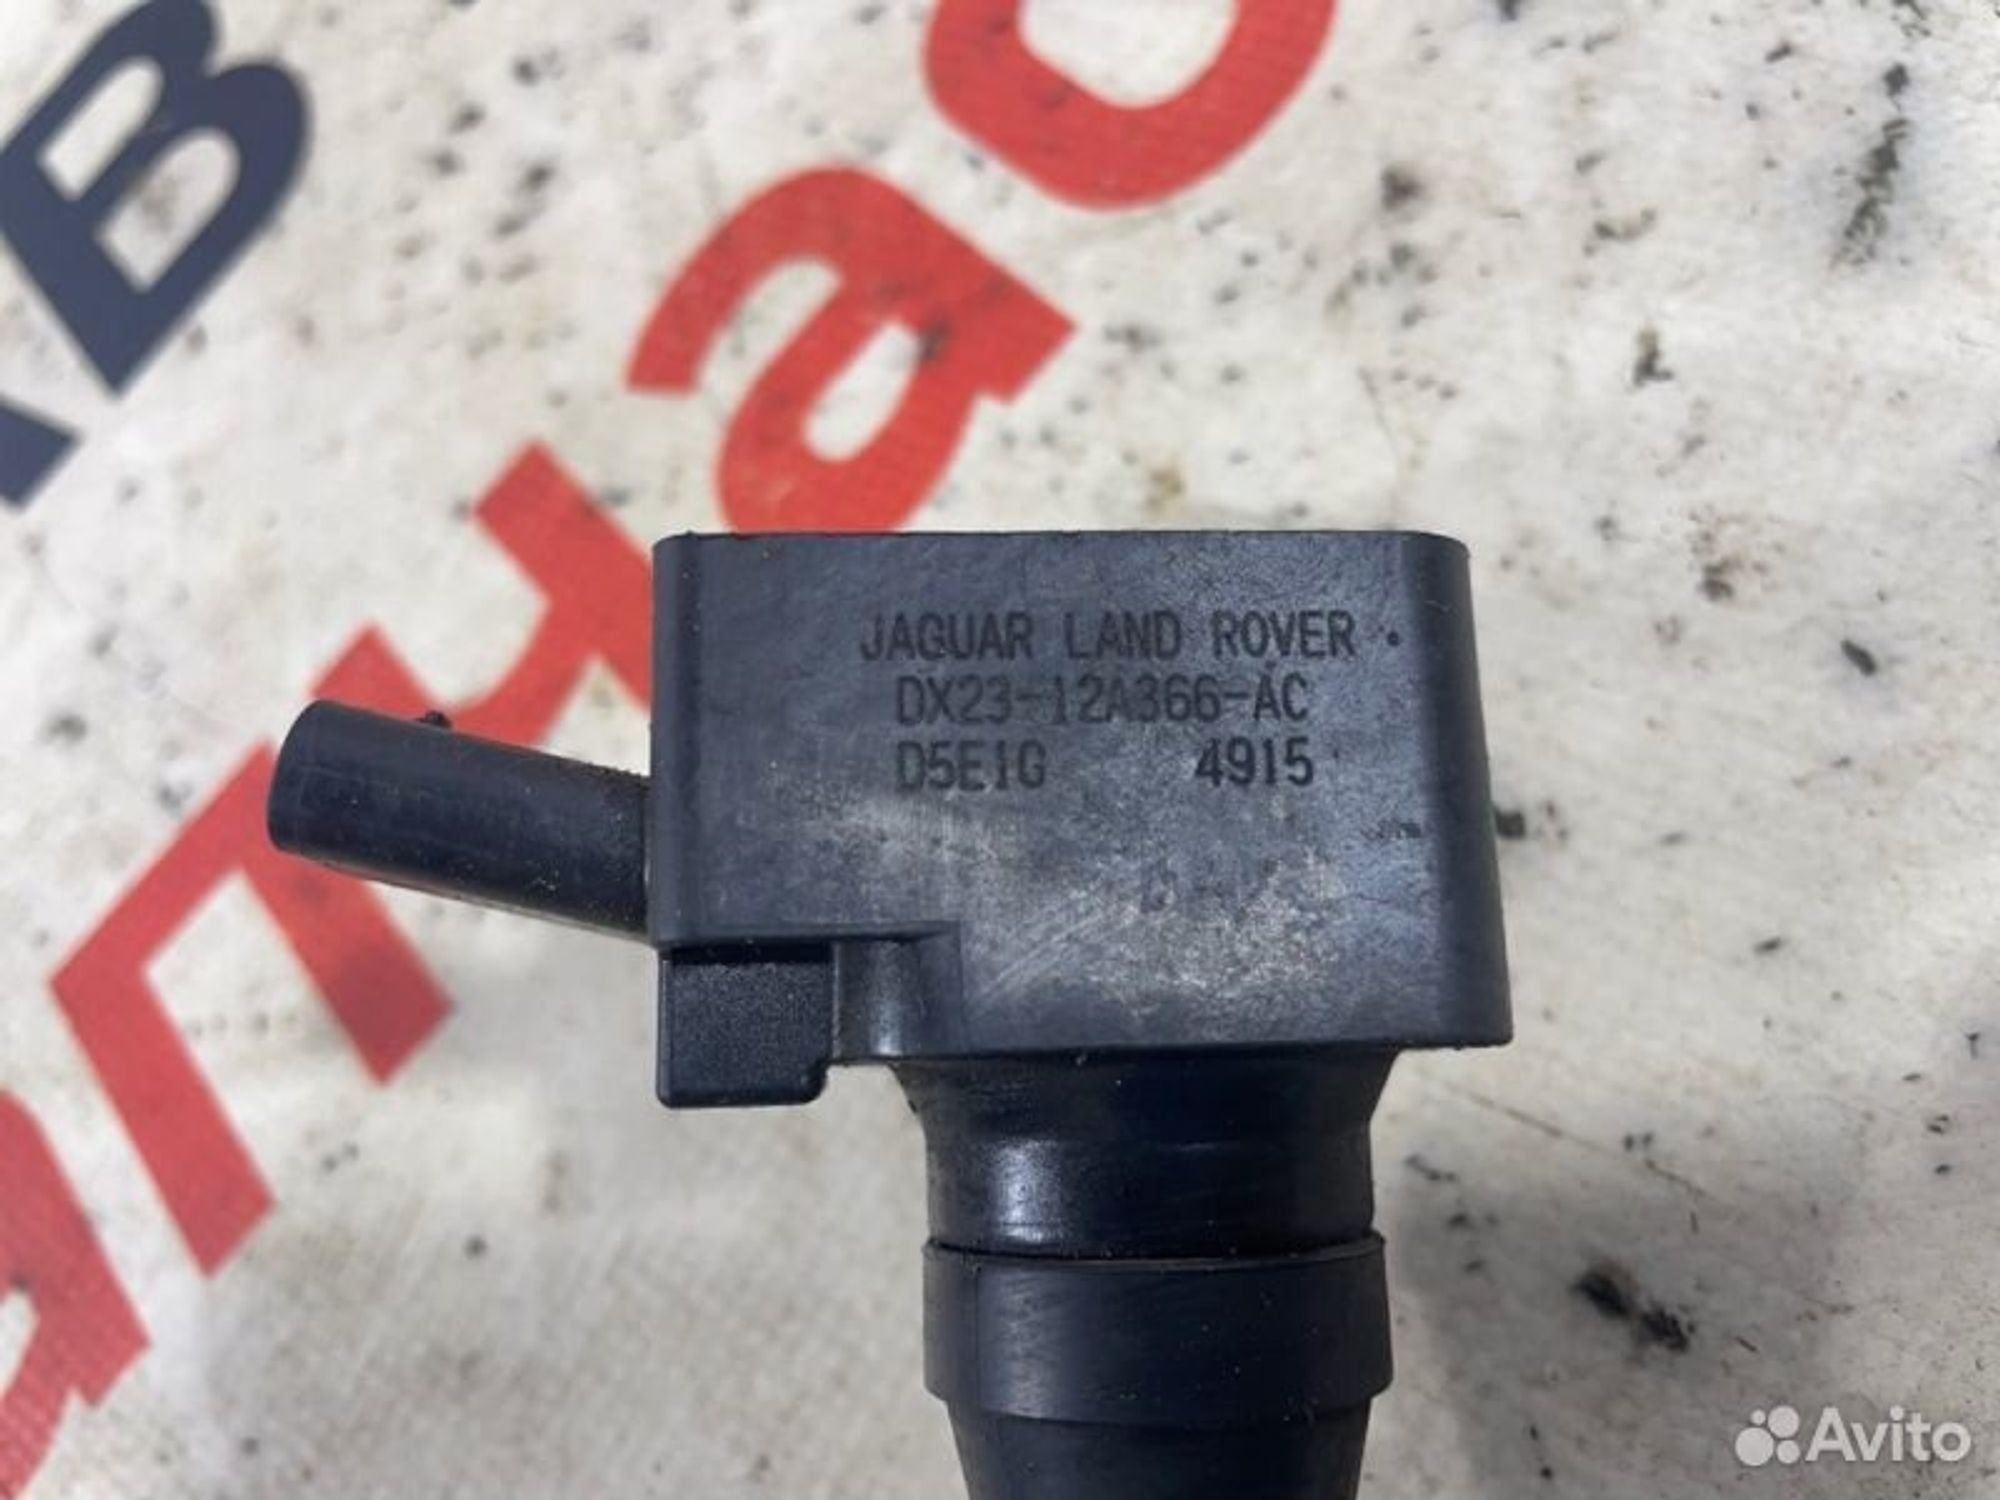 JAGUAR LAND ROVER
DX23-12A366-AC
D5E1G 4915
Avito